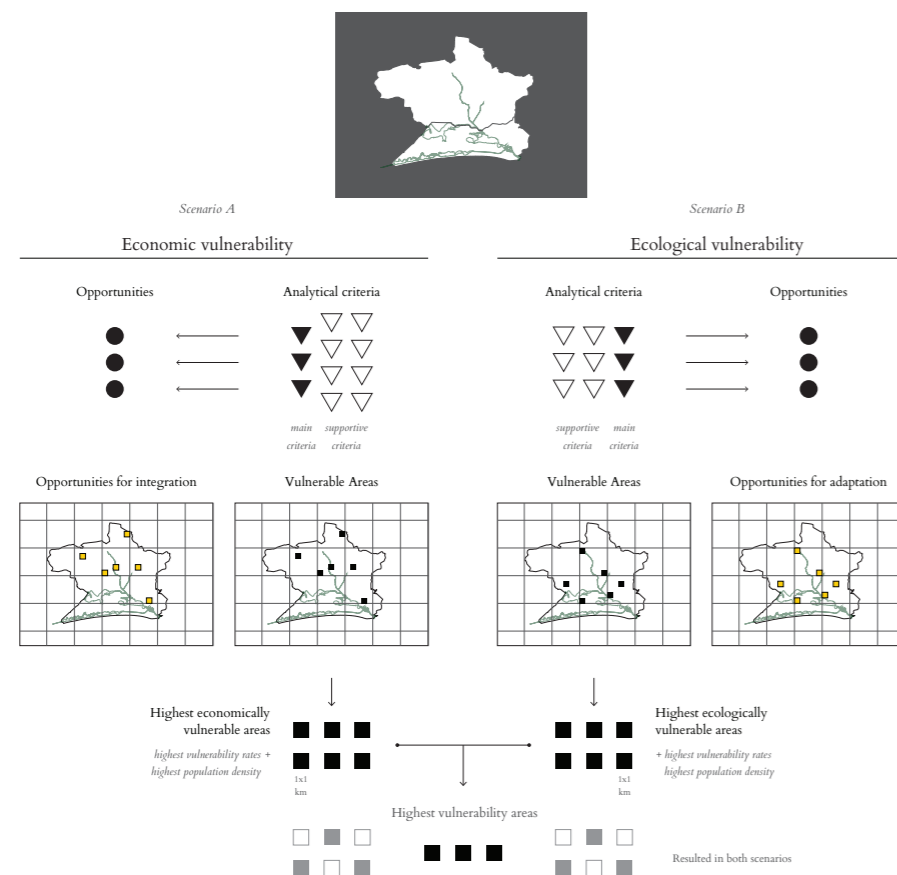 Scenario A
Scenario B
Economic vulnerability
Ecological vulnerability
Opportunities
Analytical criteria
Analytical criteria
Opportunities
main
criteria
supportive
criteria
supportive
criteria
main
criteria
Opportunities for integration
Vulnerable Areas
Vulnerable Areas
Opportunities for adaptation
Highest economically
vulnerable areas
highest vulnerability rates +
highest population density
1x1
km
Highest ecologically
vulnerable areas
+ highest vulnerability rates
highest population density
1x1
km
Highest vulnerability areas
Resulted in both scenarios